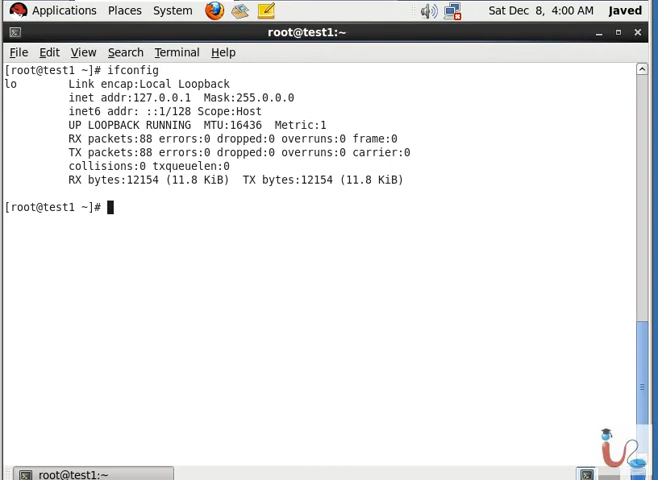 Applications Places System Sat Dec 8, 4:00 AM Javed
root@test1:~
File Edit View Search Terminal Help
[root@test1 ~]# ifconfig
lo Link encap:Local Loopback
inet addr:127.0.0.1 Mask:255.0.0.0
inet6 addr: ::1/128 Scope:Host
UP LOOPBACK RUNNING MTU:16436 Metric:1
RX packets:88 errors:0 dropped:0 overruns:0 frame:0
TX packets:88 errors:0 dropped:0 overruns:0 carrier:0
collisions:0 txqueuelen:0
RX bytes:12154 (11.8 KiB) TX bytes:12154 (11.8 KiB)
[root@test1 ~]#
root@test1:~